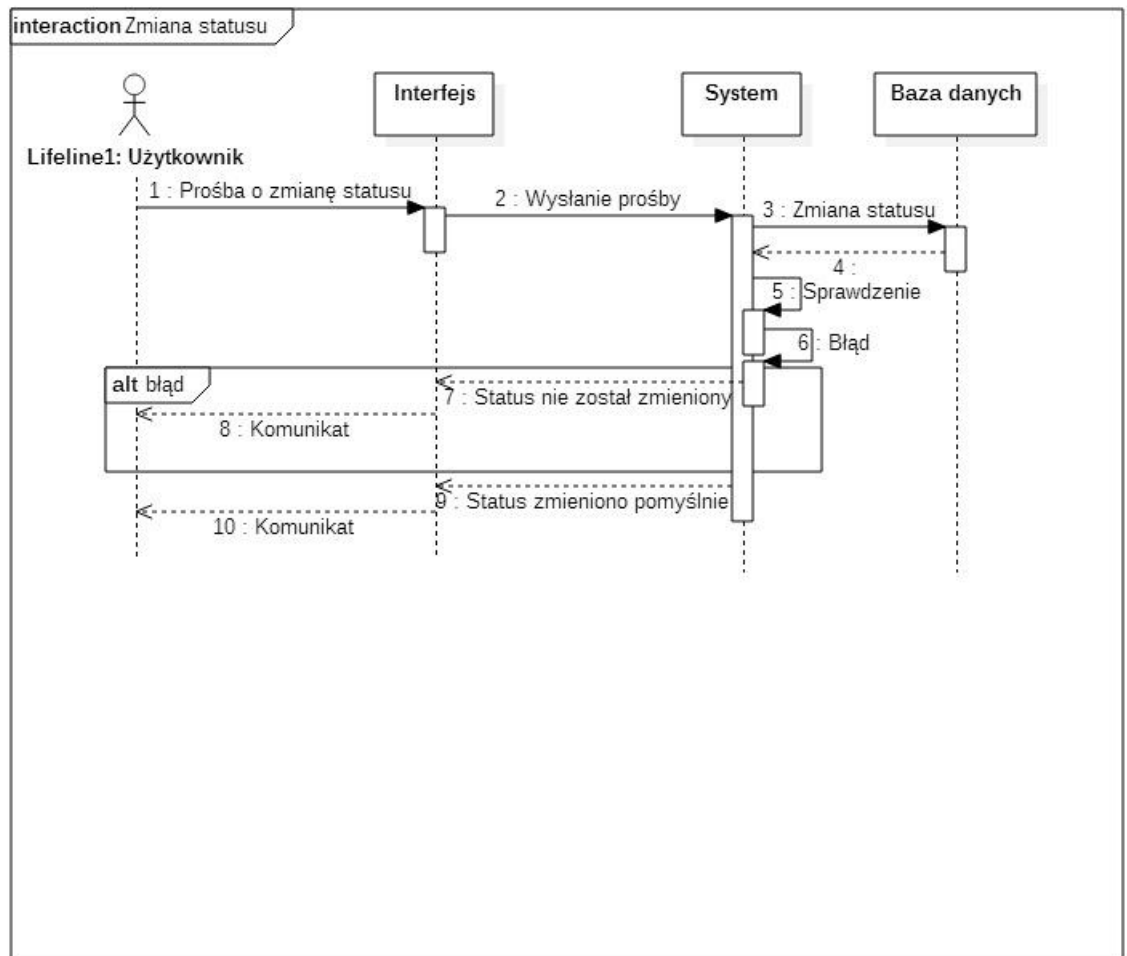 interaction Zmiana statusu
Interfejs
System
Baza danych
Lifeline1: Użytkownik
1 : Prośba o zmianę statusu
2 : Wysłanie prośby
3 : Zmiana statusu
4 :
5 : Sprawdzenie
6 : Błąd
alt błąd
7 : Status nie został zmieniony
8 : Komunikat
9 : Status zmieniono pomyślnie
10 : Komunikat